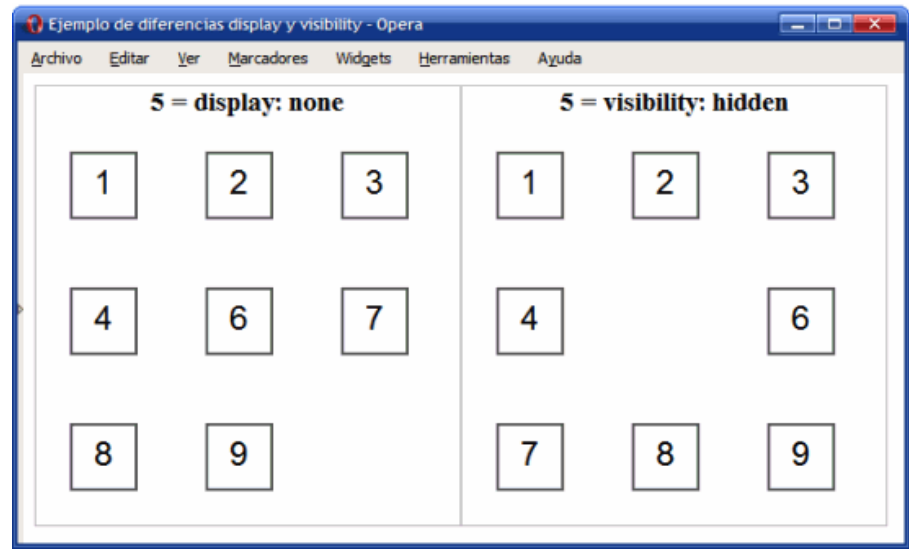 Ejemplo de diferencias display y visibility - Opera
Archivo Editar Ver Marcadores Widgets Herramientas Ayuda
5 = display: none
1 2 3
4 6 7
8 9
5 = visibility: hidden
1 2 3
4 6
7 8 9